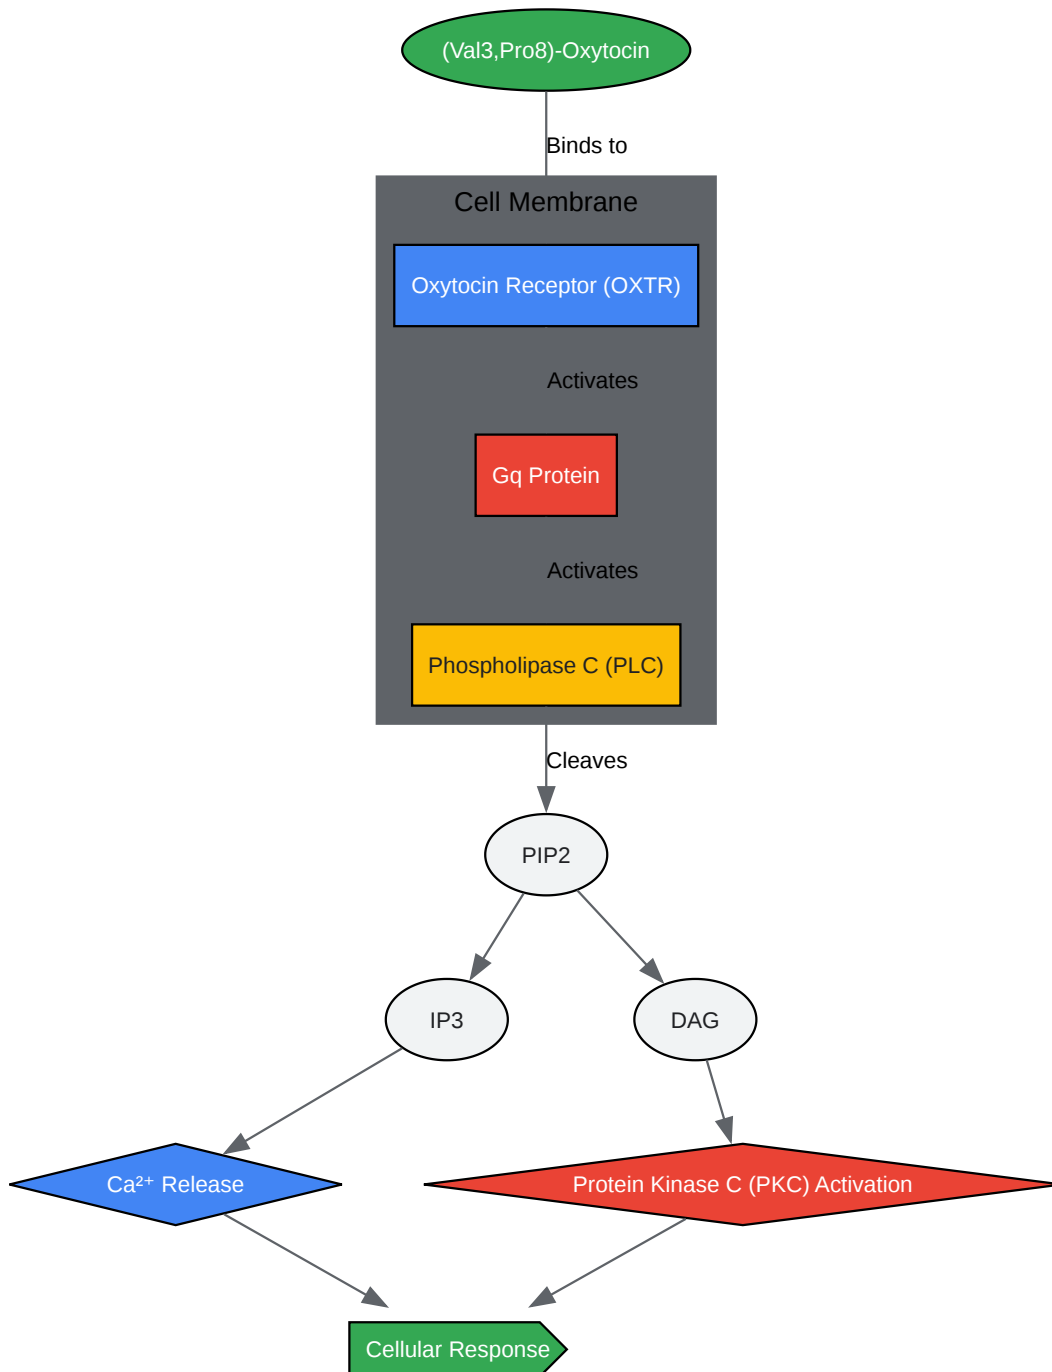 (Val3,Pro8)-Oxytocin
Binds to
Cell Membrane
Oxytocin Receptor (OXTR)
Activates
Gq Protein
Activates
Phospholipase C (PLC)
Cleaves
PIP2
IP3
DAG
Ca²⁺ Release
Protein Kinase C (PKC) Activation
Cellular Response